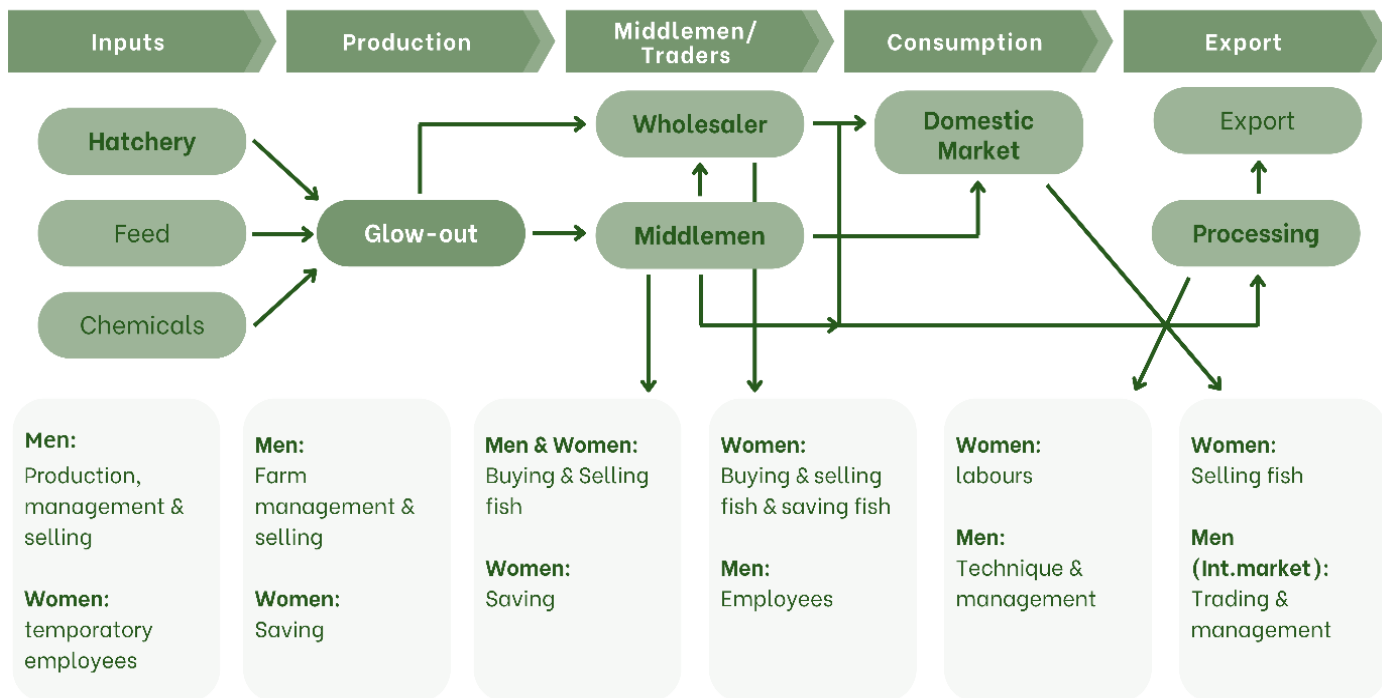 Inputs
Production
Middlemen/
Traders
Consumption
Export
Hatchery
Feed
Chemicals
Glow-out
Wholesaler
Middlemen
Domestic
Market
Export
Processing
Men:
Production,
management &
selling
Women:
temporatory
employees
Men:
Farm
management &
selling
Women:
Saving
Men & Women:
Buying & Selling
fish
Women:
Saving
Women:
Buying & selling
fish & saving fish
Men:
Employees
Women:
labours
Men:
Technique &
management
Women:
Selling fish
Men
(Int.market):
Trading &
management